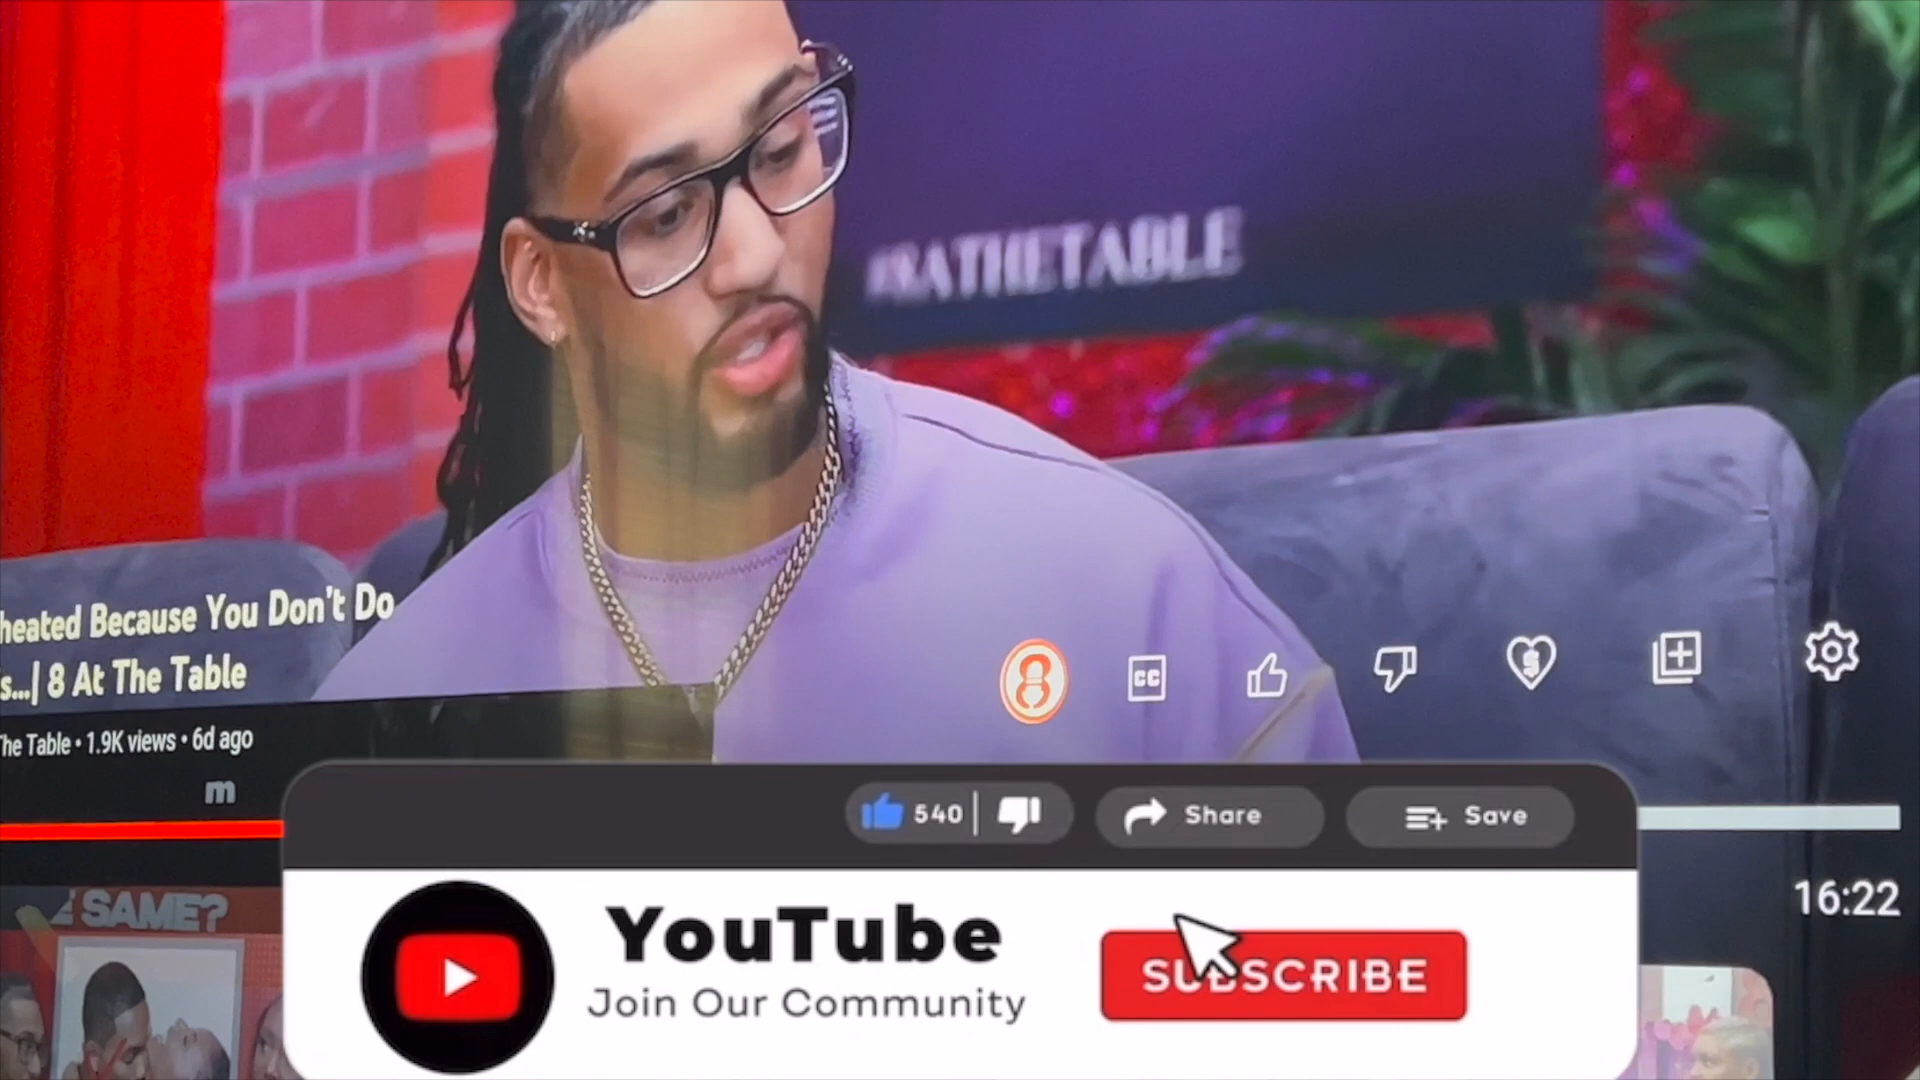 #8ATHETABLE
heated Because You Don't Do
s...| 8 At The Table
The Table • 1.9K views • 6d ago
CC
m
540
Share
Save
16:22
SAME?
YouTube
Join Our Community
SUBSCRIBE